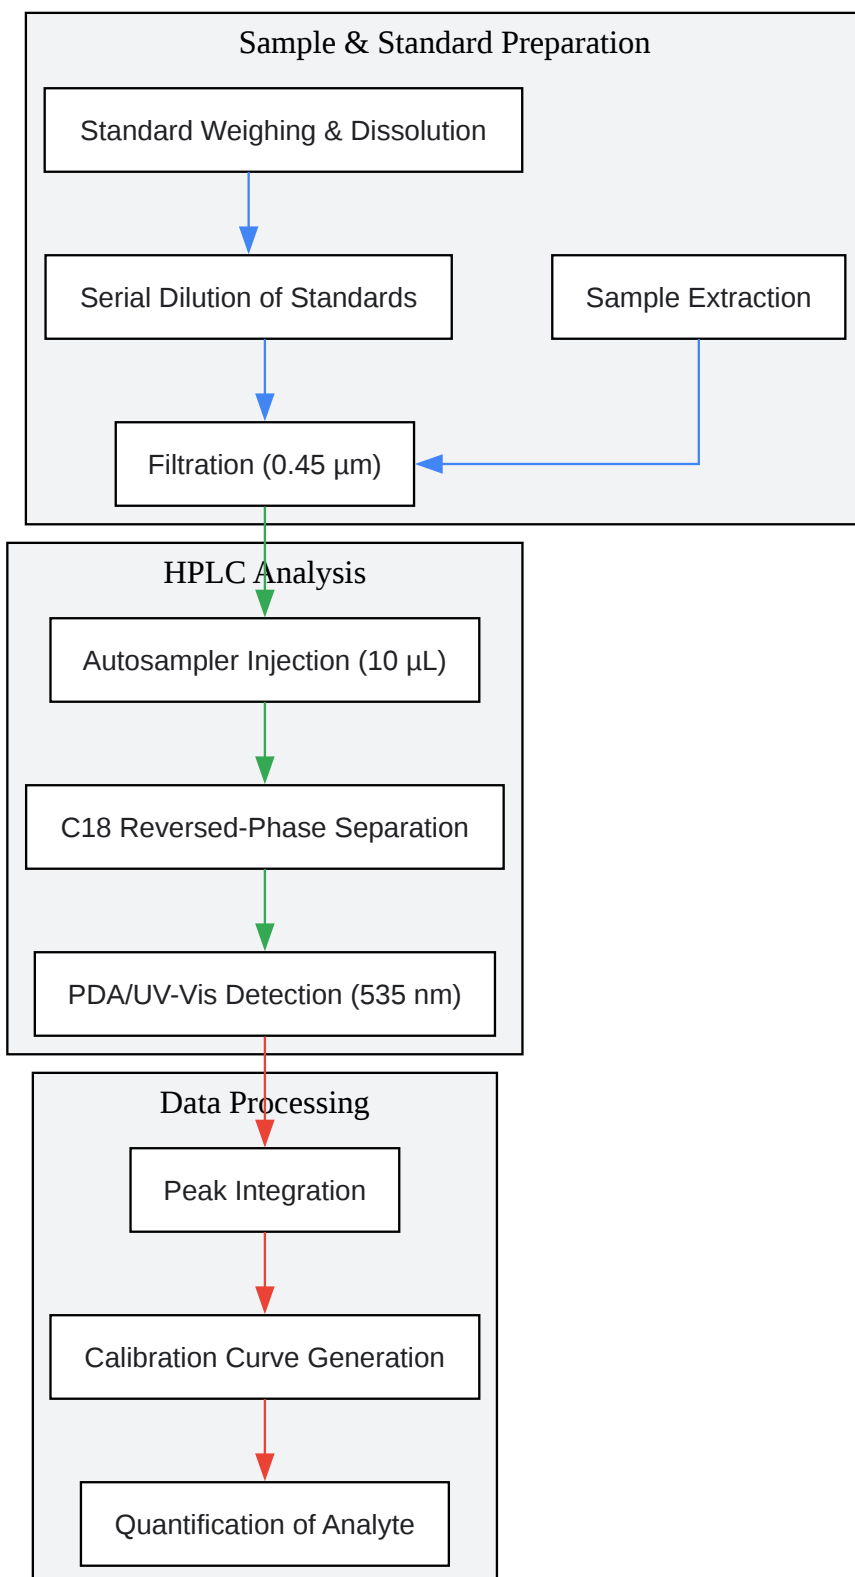 Sample & Standard Preparation
Standard Weighing & Dissolution
Serial Dilution of Standards
Sample Extraction
Filtration (0.45 µm)
HPLC Analysis
Autosampler Injection (10 µL)
C18 Reversed-Phase Separation
PDA/UV-Vis Detection (535 nm)
Data Processing
Peak Integration
Calibration Curve Generation
Quantification of Analyte